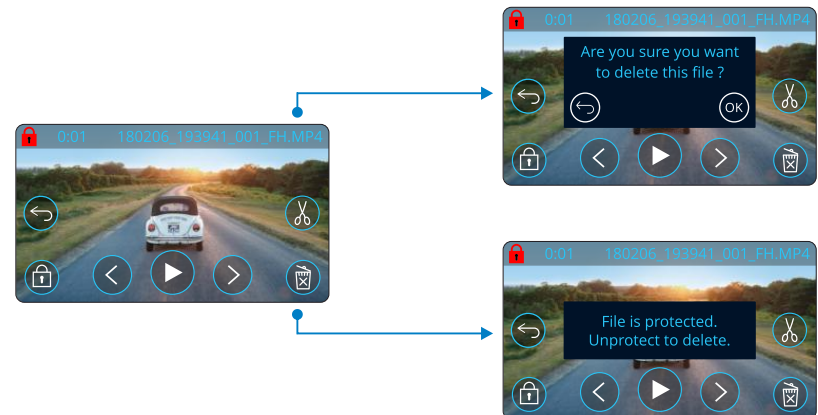 0:01 180206_193941_001_FH.MP4
Are you sure you want
to delete this file ?
OK
0:01 180206_193941_001_FH.MP4
0:01 180206_193941_001_FH.MP4
File is protected.
Unprotect to delete.